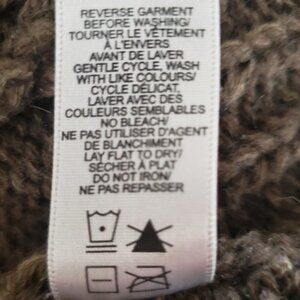 REVERSE GARMENT
BEFORE WASHING/
TOURNER LE VÊTEMENT
À L'ENVERS
AVANT DE LAVER
GENTLE CYCLE, WASH
WITH LIKE COLOURS/
CYCLE DÉLICAT,
LAVER AVEC DES
COULEURS SEMBLABLES
NO BLEACH/
NE PAS UTILISER D'AGENT
DE BLANCHIMENT
LAY FLAT TO DRY/
SÉCHER À PLAT
DO NOT IRON/
NE PAS REPASSER